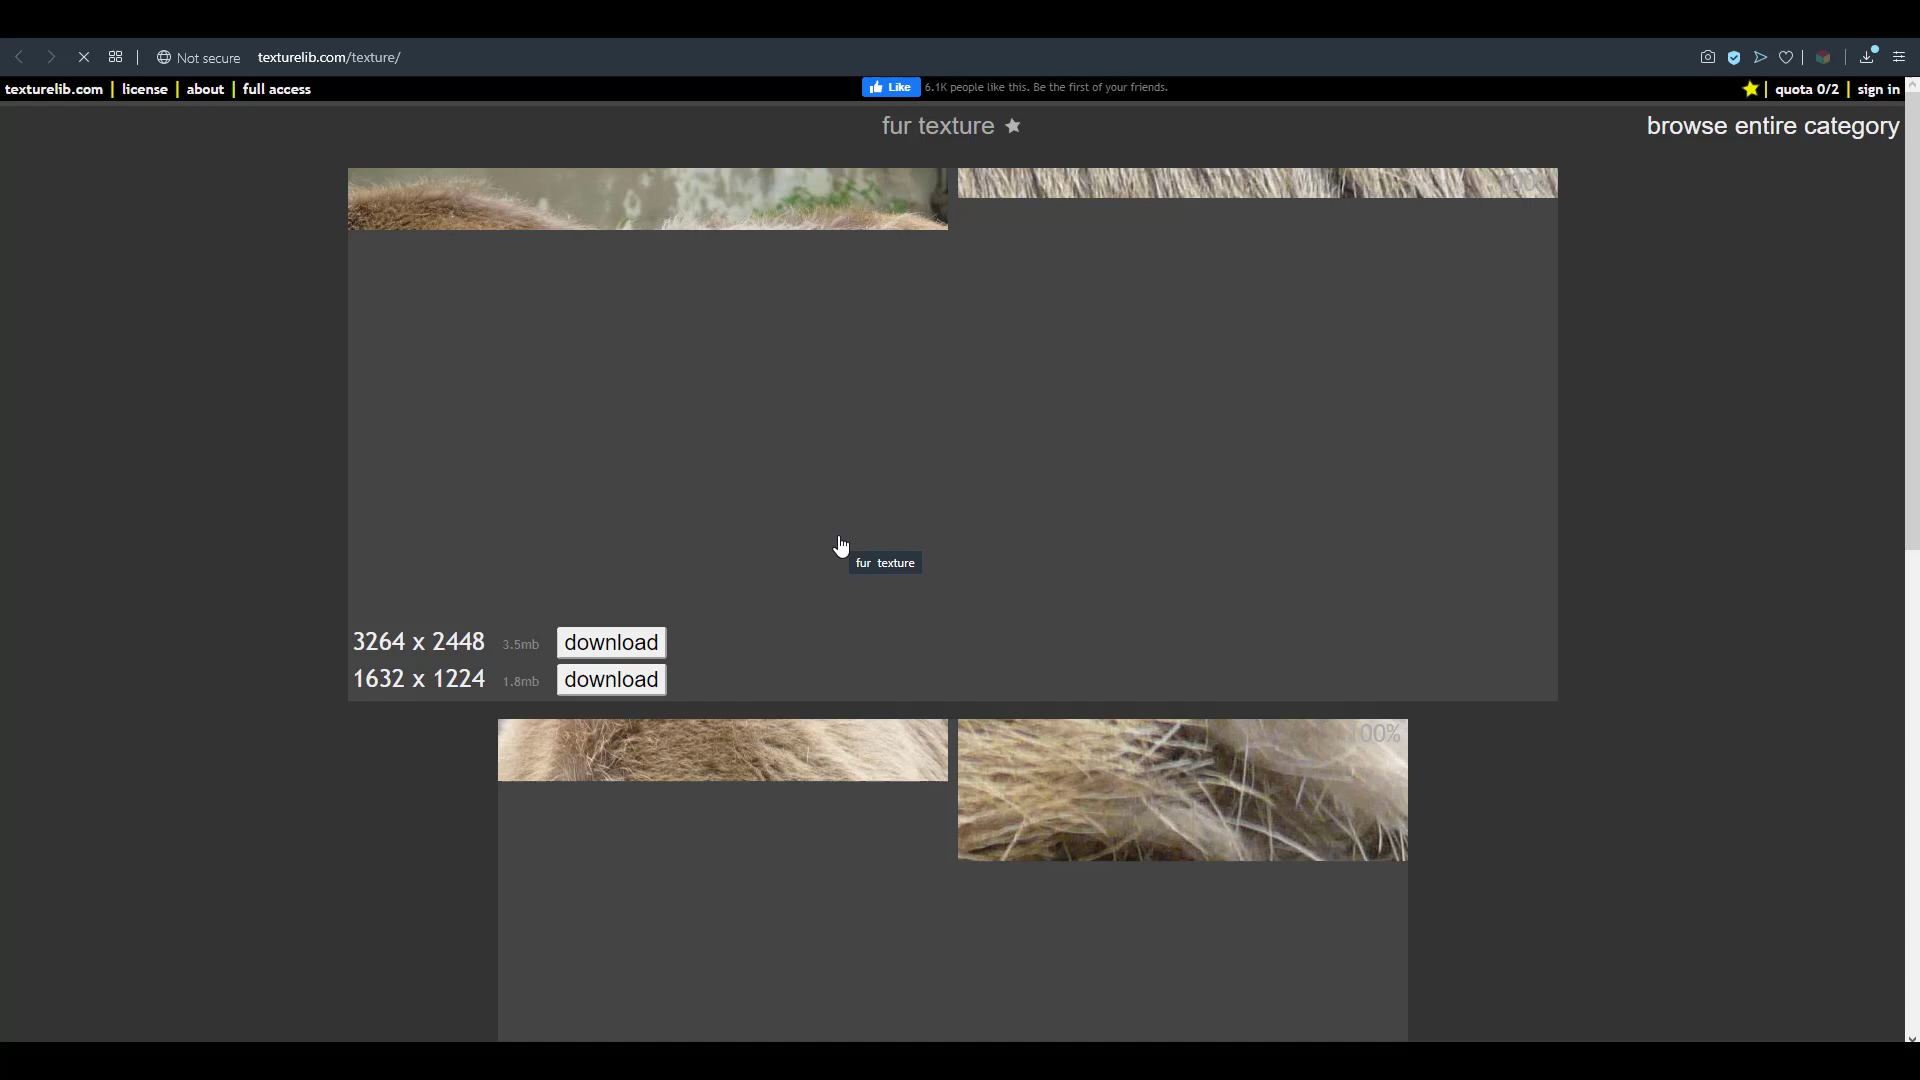 Not secure texturelib.com/texture/
texturelib.com | license | about | full access
Like 6.1K people like this. Be the first of your friends.
quota 0/2 | sign in
fur texture
browse entire category
100%
fur texture
3264 x 2448 3.5mb download
1632 x 1224 1.8mb download
100%